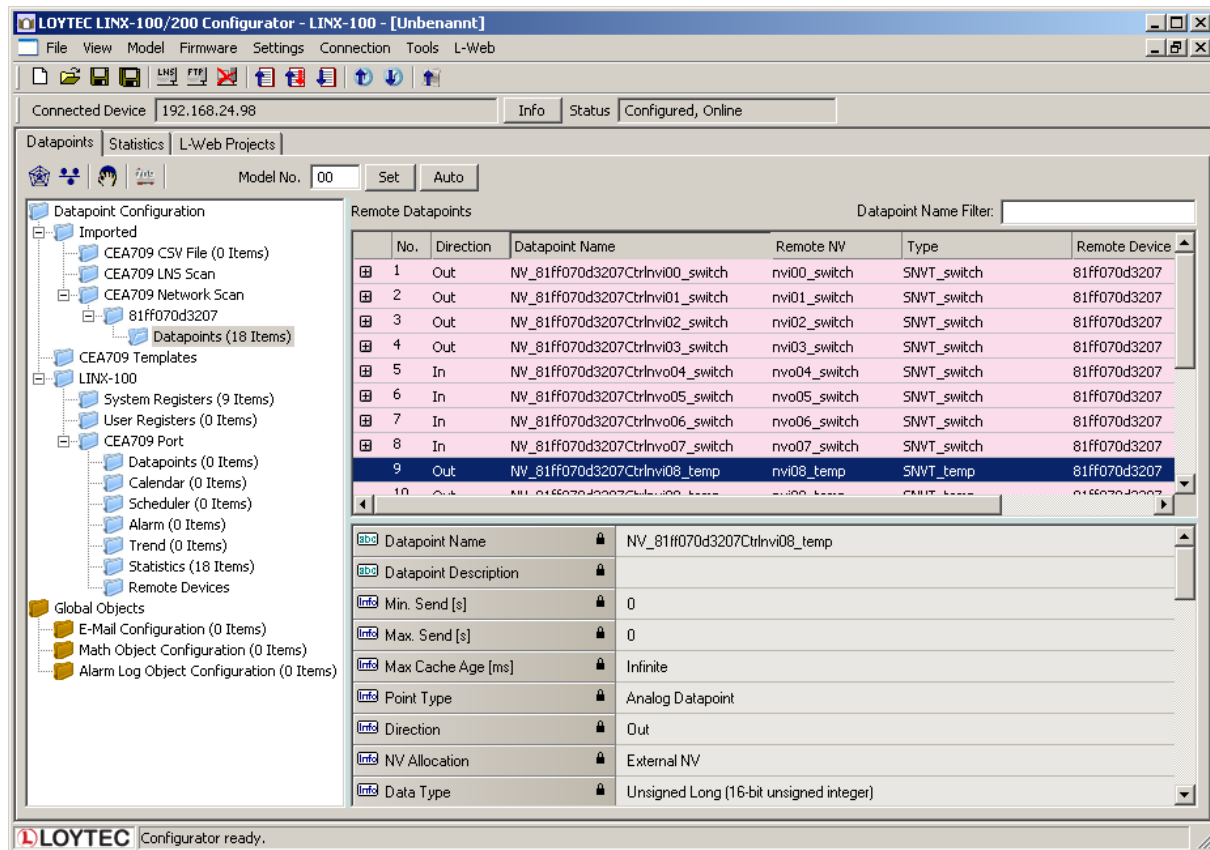 LOYTEC LINX-100/200 Configurator - LINX-100 - [Unbenannt]
File View Model Firmware Settings Connection Tools L-Web
LNS FTP
Connected Device 192.168.24.98 Info Status Configured, Online
Datapoints Statistics L-Web Projects
Model No. 00 Set Auto
Datapoint Configuration
Imported
CEA709 CSV File (0 Items)
CEA709 LNS Scan
CEA709 Network Scan
81ff070d3207
Datapoints (18 Items)
CEA709 Templates
LINX-100
System Registers (9 Items)
User Registers (0 Items)
CEA709 Port
Datapoints (0 Items)
Calendar (0 Items)
Scheduler (0 Items)
Alarm (0 Items)
Trend (0 Items)
Statistics (18 Items)
Remote Devices
Global Objects
E-Mail Configuration (0 Items)
Math Object Configuration (0 Items)
Alarm Log Object Configuration (0 Items)
Remote Datapoints Datapoint Name Filter:
No. Direction Datapoint Name Remote NV Type Remote Device
1 Out NV_81ff070d3207Ctrlnvi00_switch nvi00_switch SNVT_switch 81ff070d3207
2 Out NV_81ff070d3207Ctrlnvi01_switch nvi01_switch SNVT_switch 81ff070d3207
3 Out NV_81ff070d3207Ctrlnvi02_switch nvi02_switch SNVT_switch 81ff070d3207
4 Out NV_81ff070d3207Ctrlnvi03_switch nvi03_switch SNVT_switch 81ff070d3207
5 In NV_81ff070d3207Ctrlnvo04_switch nvo04_switch SNVT_switch 81ff070d3207
6 In NV_81ff070d3207Ctrlnvo05_switch nvo05_switch SNVT_switch 81ff070d3207
7 In NV_81ff070d3207Ctrlnvo06_switch nvo06_switch SNVT_switch 81ff070d3207
8 In NV_81ff070d3207Ctrlnvo07_switch nvo07_switch SNVT_switch 81ff070d3207
9 Out NV_81ff070d3207Ctrlnvi08_temp nvi08_temp SNVT_temp 81ff070d3207
abc Datapoint Name NV_81ff070d3207Ctrlnvi08_temp
abc Datapoint Description
Info Min. Send [s] 0
Info Max. Send [s] 0
Info Max Cache Age [ms] Infinite
Info Point Type Analog Datapoint
Info Direction Out
Info NV Allocation External NV
Info Data Type Unsigned Long (16-bit unsigned integer)
LOYTEC Configurator ready.